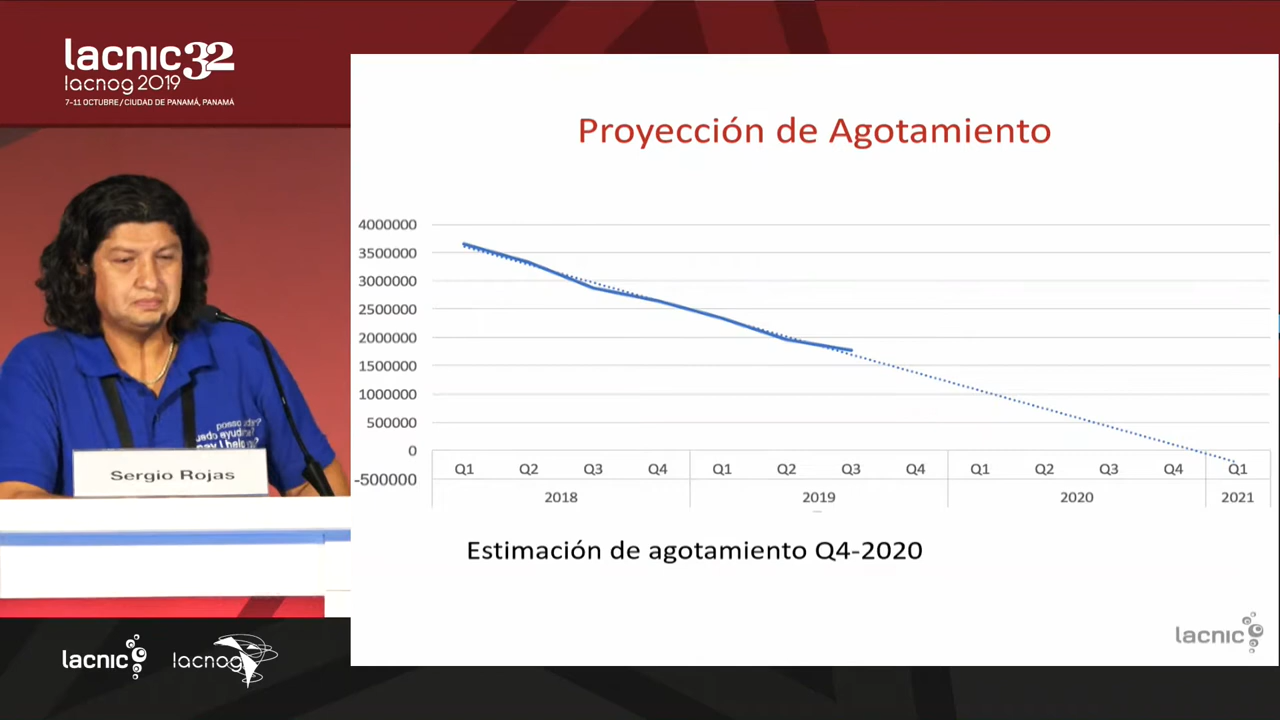 lacnic32
lacnog 2019
7-11 OCTUBRE / CIUDAD DE PANAMÁ, PANAMÁ
Proyección de Agotamiento
4000000
3500000
3000000
2500000
2000000
1500000
1000000
500000
0
-500000
Q1 Q2 Q3 Q4 Q1 Q2 Q3 Q4 Q1 Q2 Q3 Q4 Q1
2018 2019 2020 2021
Estimación de agotamiento Q4-2020
Sergio Rojas
lacnic
lacnog
lacnic